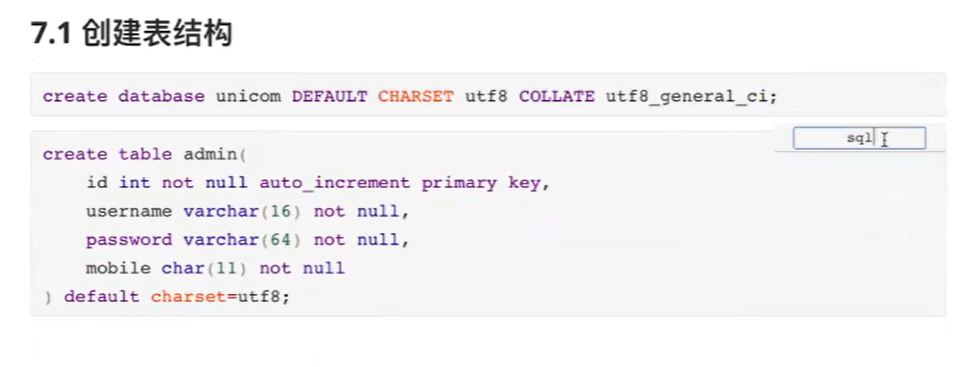 7.1 创建表结构
create database unicom DEFAULT CHARSET utf8 COLLATE utf8_general_ci;
sql
create table admin(
    id int not null auto_increment primary key,
    username varchar(16) not null,
    password varchar(64) not null,
    mobile char(11) not null
) default charset=utf8;